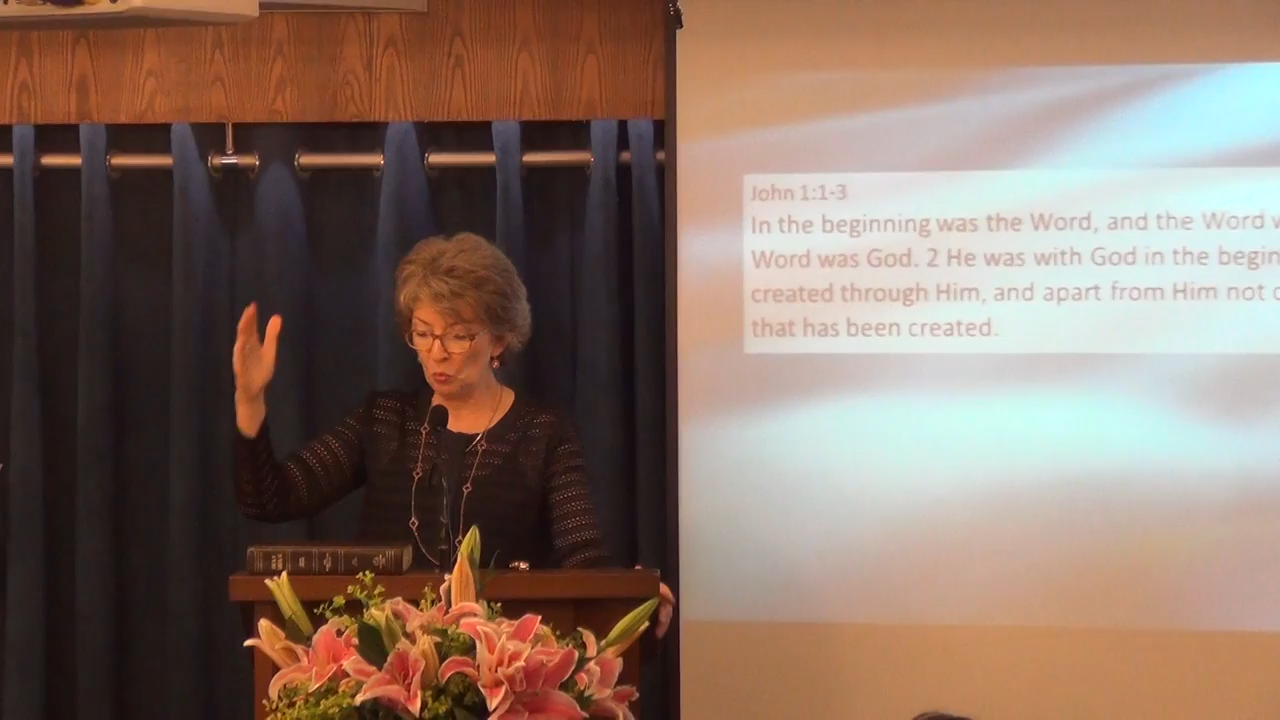 John 1:1-3
In the beginning was the Word, and the Word
Word was God. 2 He was with God in the
created through Him, and apart from Him not
that has been created.